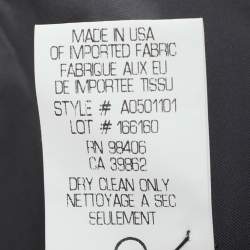 MADE IN USA
OF IMPORTED FABRIC
FABRIQUE AUX EU
DE IMPORTEE TISSU
STYLE # A0501101
LOT # 166160
RN 98406
CA 39862
DRY CLEAN ONLY
NETTOYAGE A SEC
SEULEMENT